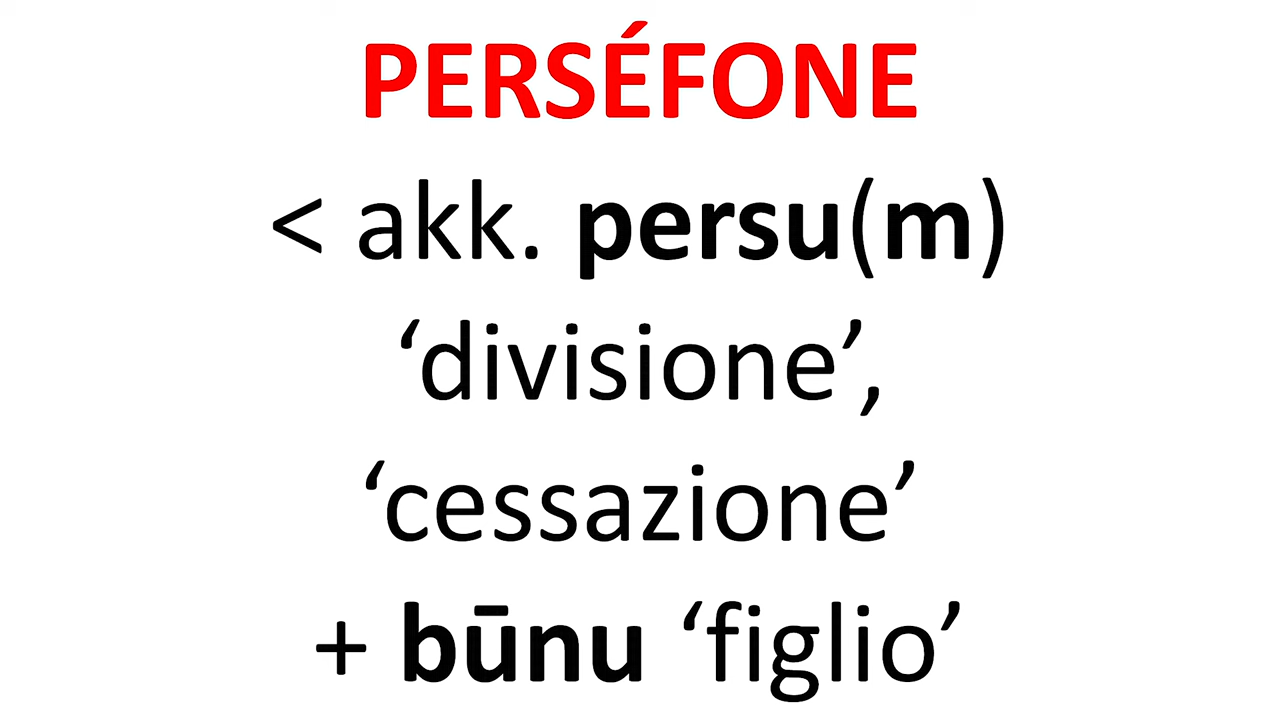 PERSÉFONE
< akk. persu(m)
‘divisione’,
‘cessazione’
+ būnu ‘figlio’